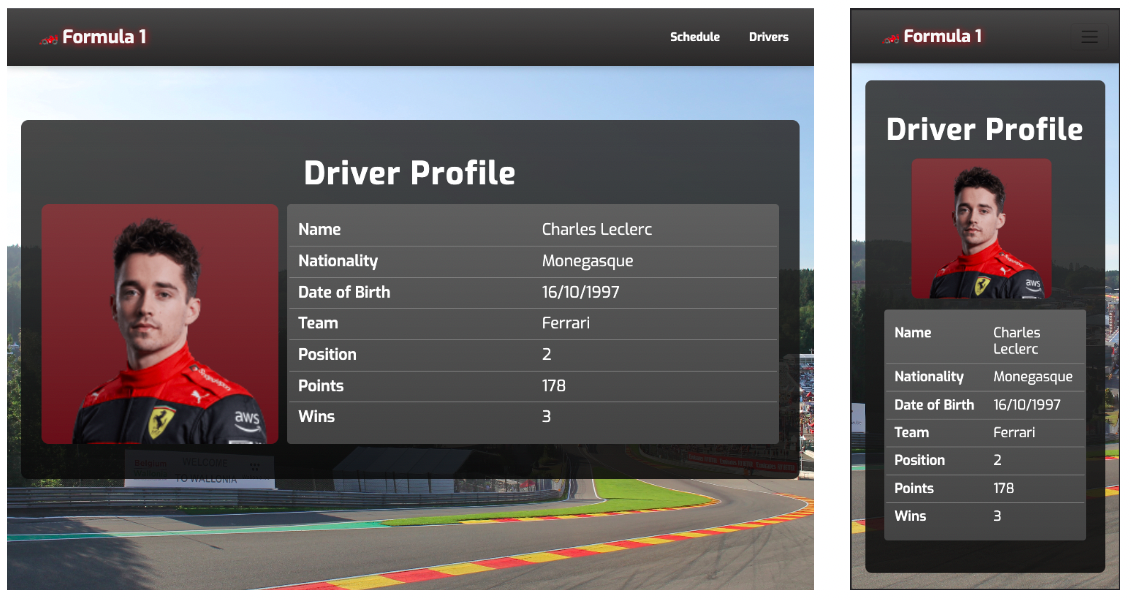 Formula 1
Schedule Drivers
Driver Profile
Name Charles Leclerc
Nationality Monegasque
Date of Birth 16/10/1997
Team Ferrari
Position 2
Points 178
Wins 3
aws
WELCOME
TO WALLONIA
Formula 1
Driver Profile
aws
Name Charles
Leclerc
Nationality Monegasque
Date of Birth 16/10/1997
Team Ferrari
Position 2
Points 178
Wins 3